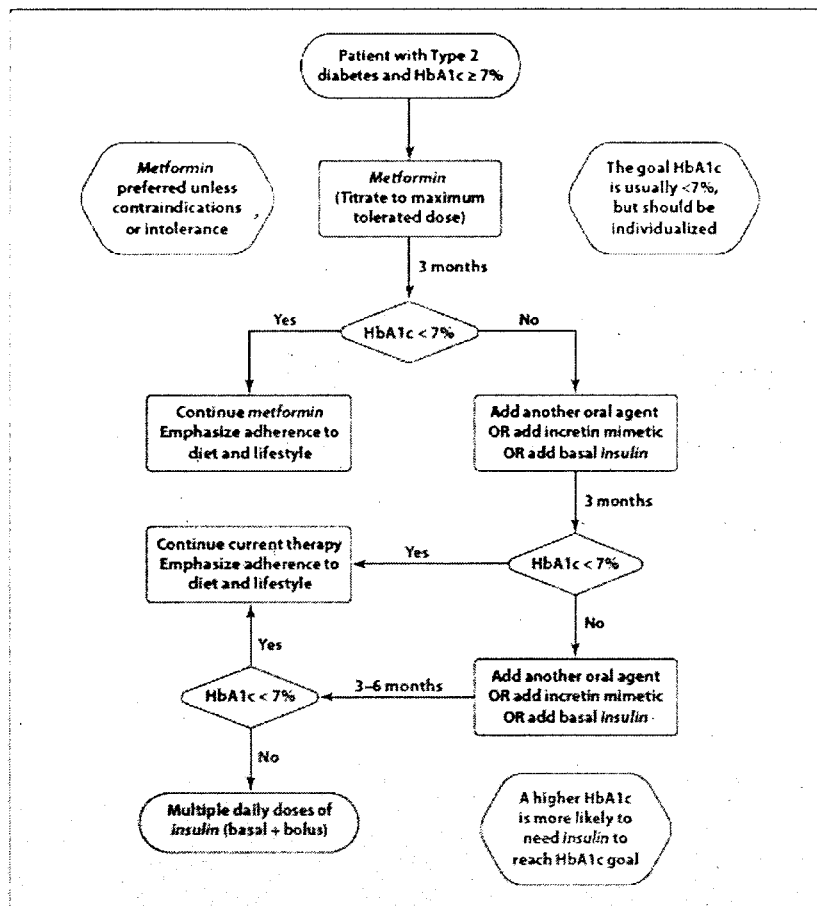 Patient with Type 2
diabetes and HbA1c ≥ 7%
Metformin
preferred unless
contraindications
or intolerance
Metformin
(Titrate to maximum
tolerated dose)
The goal HbA1c
is usually <7%,
but should be
individualized
3 months
Yes
HbA1c < 7%
No
Continue metformin
Emphasize adherence to
diet and lifestyle
Add another oral agent
OR add incretin mimetic
OR add basal insulin
3 months
Continue current therapy
Emphasize adherence to
diet and lifestyle
Yes
HbA1c < 7%
No
Yes
HbA1c < 7%
3–6 months
Add another oral agent
OR add incretin mimetic
OR add basal insulin
No
Multiple daily doses of
insulin (basal + bolus)
A higher HbA1c
is more likely to
need insulin to
reach HbA1c goal